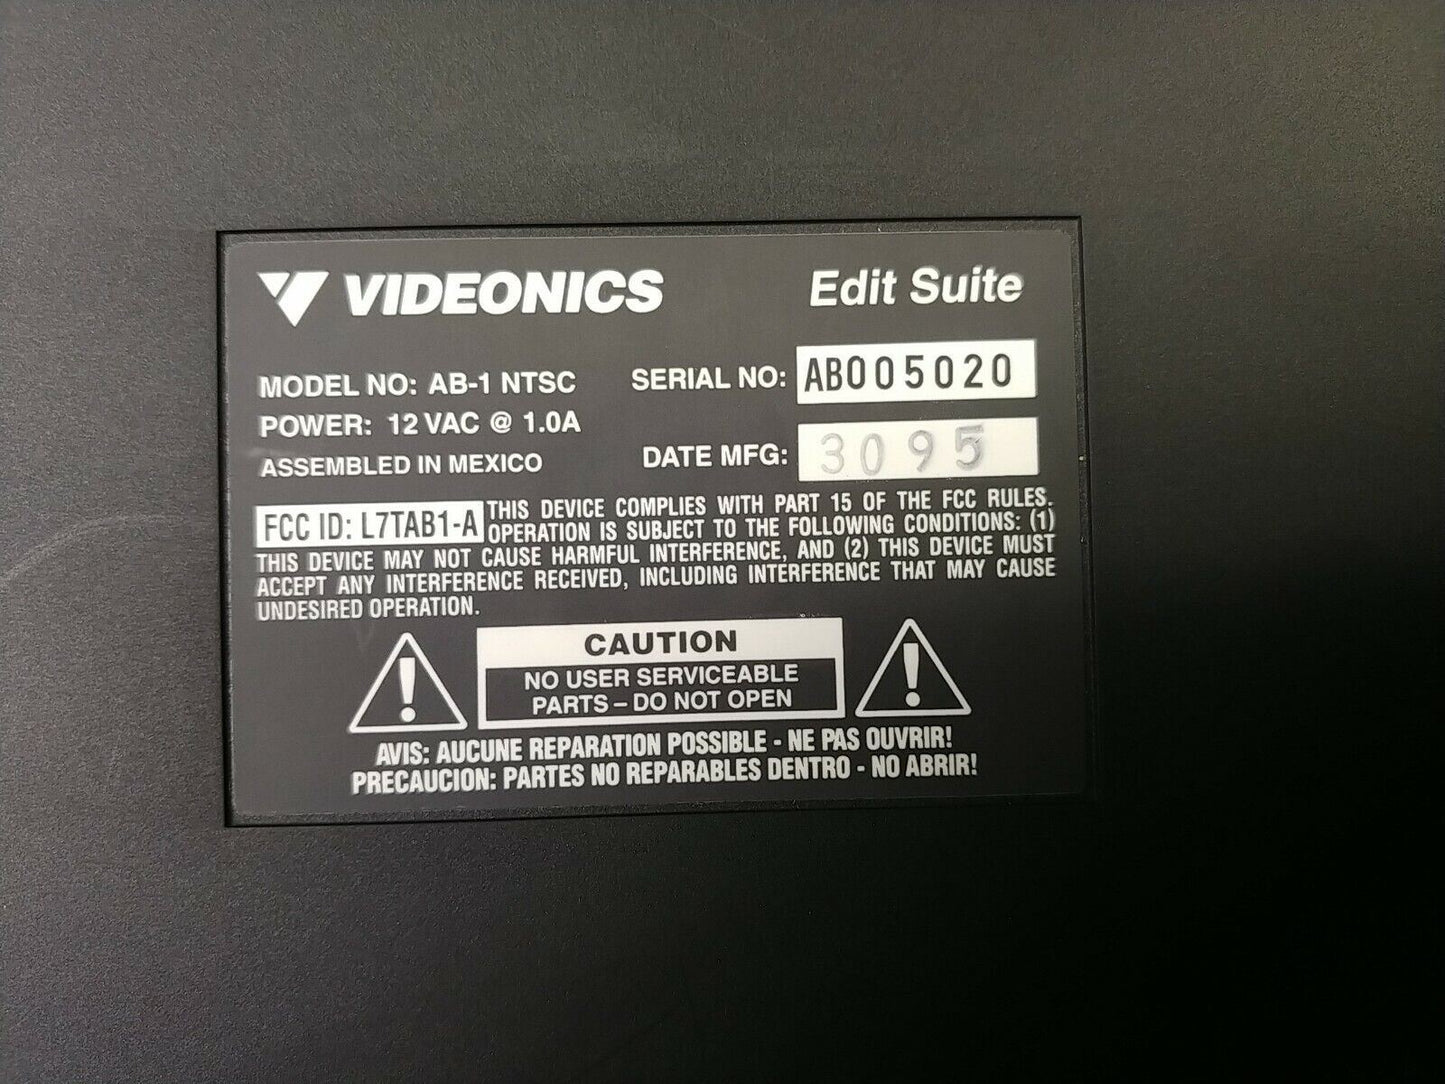 VIDEONICS Edit Suite
MODEL NO: AB-1 NTSC SERIAL NO: AB005020
POWER: 12 VAC @ 1.0A
ASSEMBLED IN MEXICO DATE MFG: 3095
FCC ID: L7TAB1-A THIS DEVICE COMPLIES WITH PART 15 OF THE FCC RULES.
OPERATION IS SUBJECT TO THE FOLLOWING CONDITIONS: (1)
THIS DEVICE MAY NOT CAUSE HARMFUL INTERFERENCE, AND (2) THIS DEVICE MUST
ACCEPT ANY INTERFERENCE RECEIVED, INCLUDING INTERFERENCE THAT MAY CAUSE
UNDESIRED OPERATION.
CAUTION
NO USER SERVICEABLE
PARTS – DO NOT OPEN
AVIS: AUCUNE REPARATION POSSIBLE - NE PAS OUVRIR!
PRECAUCION: PARTES NO REPARABLES DENTRO - NO ABRIR!